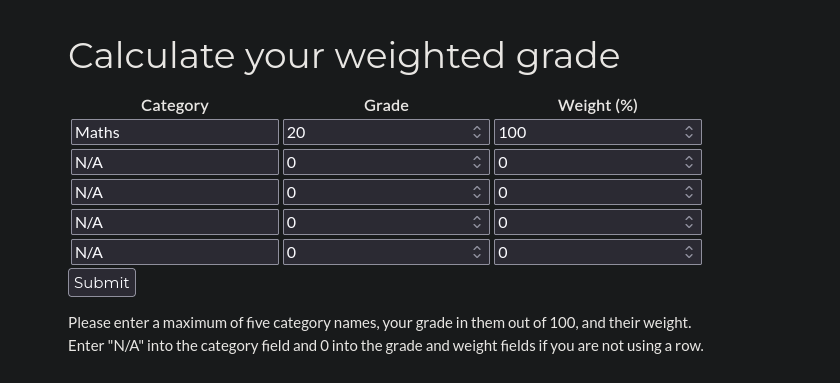 Calculate your weighted grade
Category Grade Weight (%)
Maths 20 100
N/A 0 0
N/A 0 0
N/A 0 0
N/A 0 0
Submit
Please enter a maximum of five category names, your grade in them out of 100, and their weight.
Enter "N/A" into the category field and 0 into the grade and weight fields if you are not using a row.